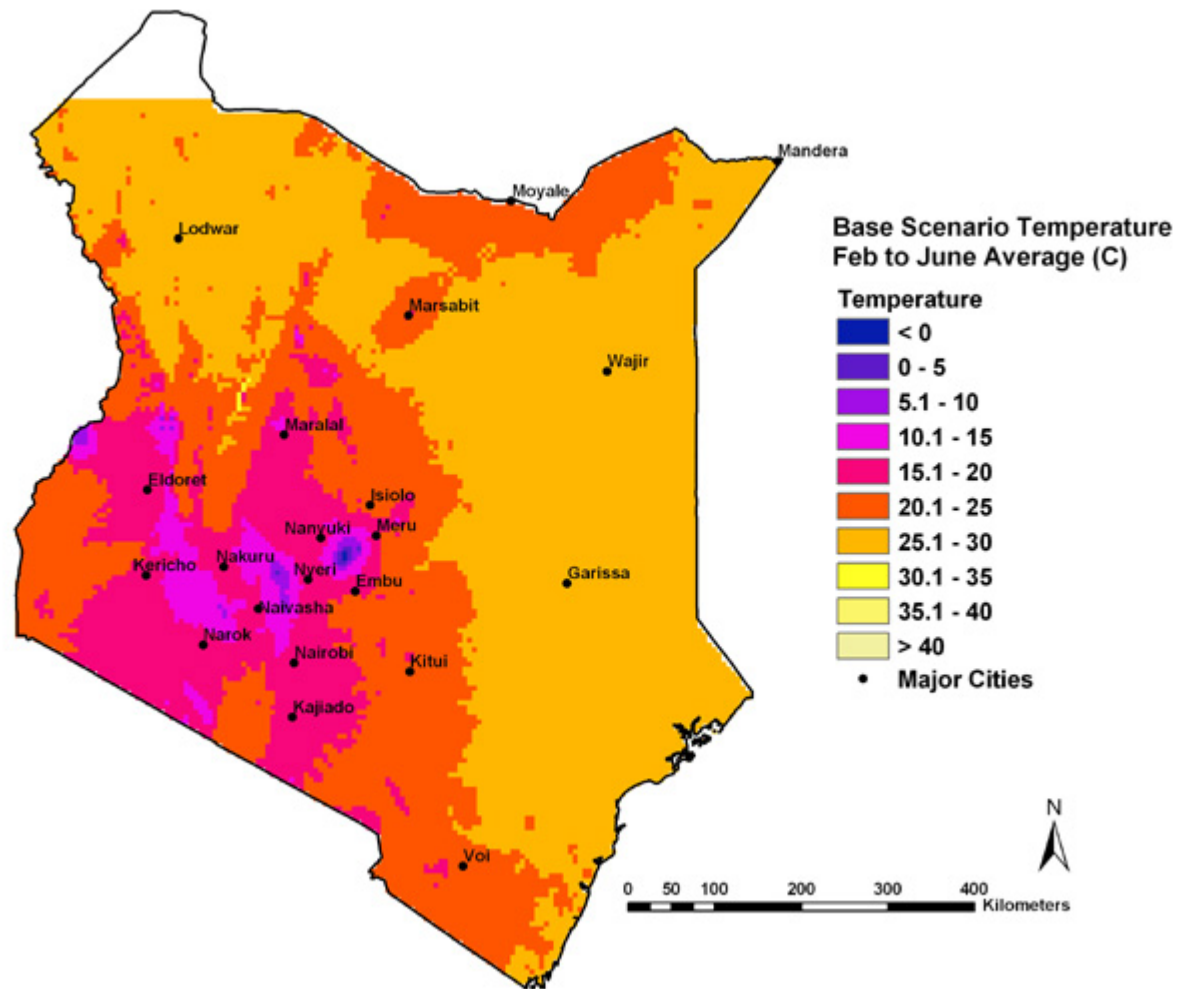 Mandera
Moyale
Lodwar
Marsabit
Wajir
Maralal
Eldoret
Isiolo
Nanyuki
Meru
Kericho
Nakuru
Nyeri
Embu
Garissa
Naivasha
Narok
Nairobi
Kitui
Kajiado
Voi
Base Scenario Temperature
Feb to June Average (C)
Temperature
< 0
0 - 5
5.1 - 10
10.1 - 15
15.1 - 20
20.1 - 25
25.1 - 30
30.1 - 35
35.1 - 40
> 40
Major Cities
N
0 50 100 200 300 400
Kilometers